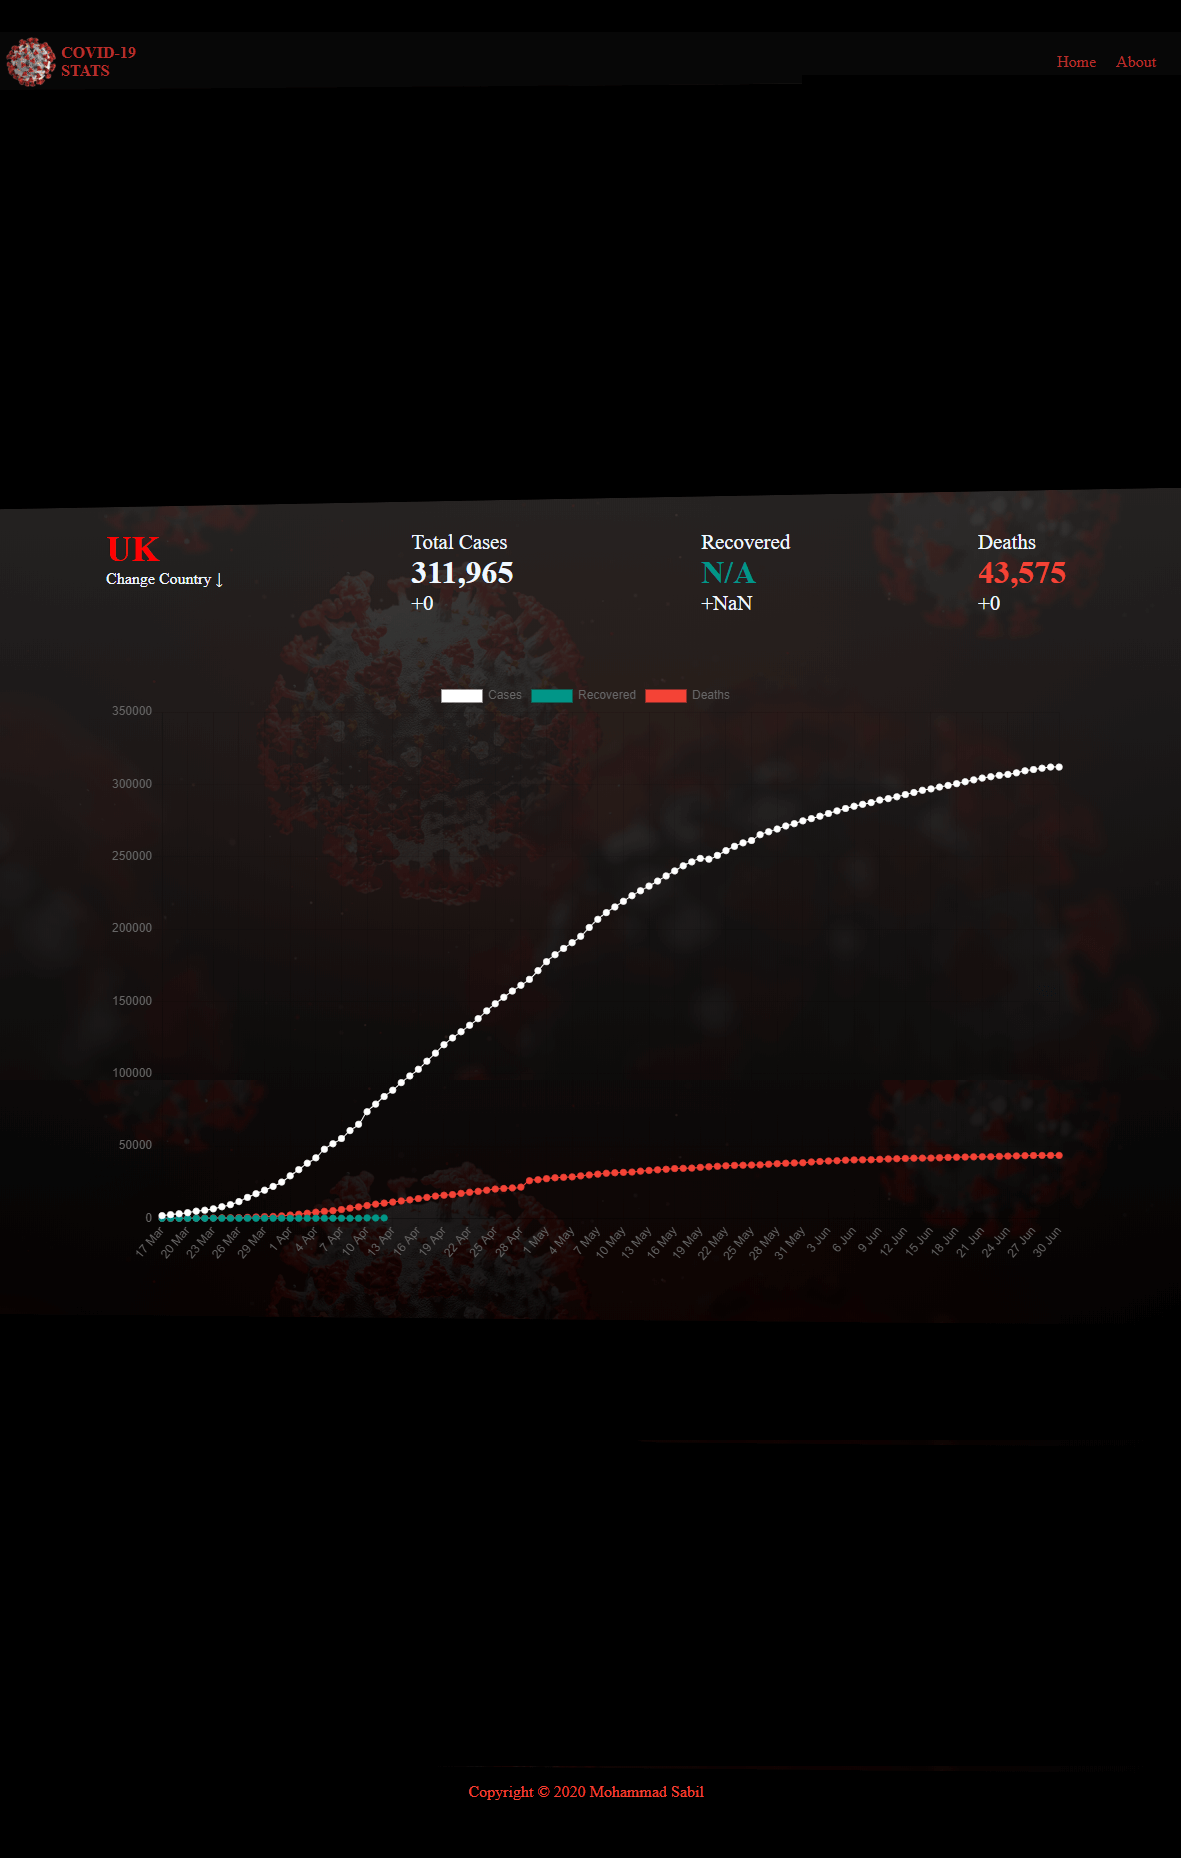 COVID-19
STATS
Home About
UK
Change Country ↓
Total Cases
311,965
+0
Recovered
N/A
+NaN
Deaths
43,575
+0
Cases Recovered Deaths
350000
300000
250000
200000
150000
100000
50000
0
17 Mar 20 Mar 23 Mar 26 Mar 29 Mar 1 Apr 4 Apr 7 Apr 10 Apr 13 Apr 16 Apr 19 Apr 22 Apr 25 Apr 28 Apr 1 May 4 May 7 May 10 May 13 May 16 May 19 May 22 May 25 May 28 May 31 May 3 Jun 6 Jun 9 Jun 12 Jun 15 Jun 18 Jun 21 Jun 24 Jun 27 Jun 30 Jun
Copyright © 2020 Mohammad Sabil